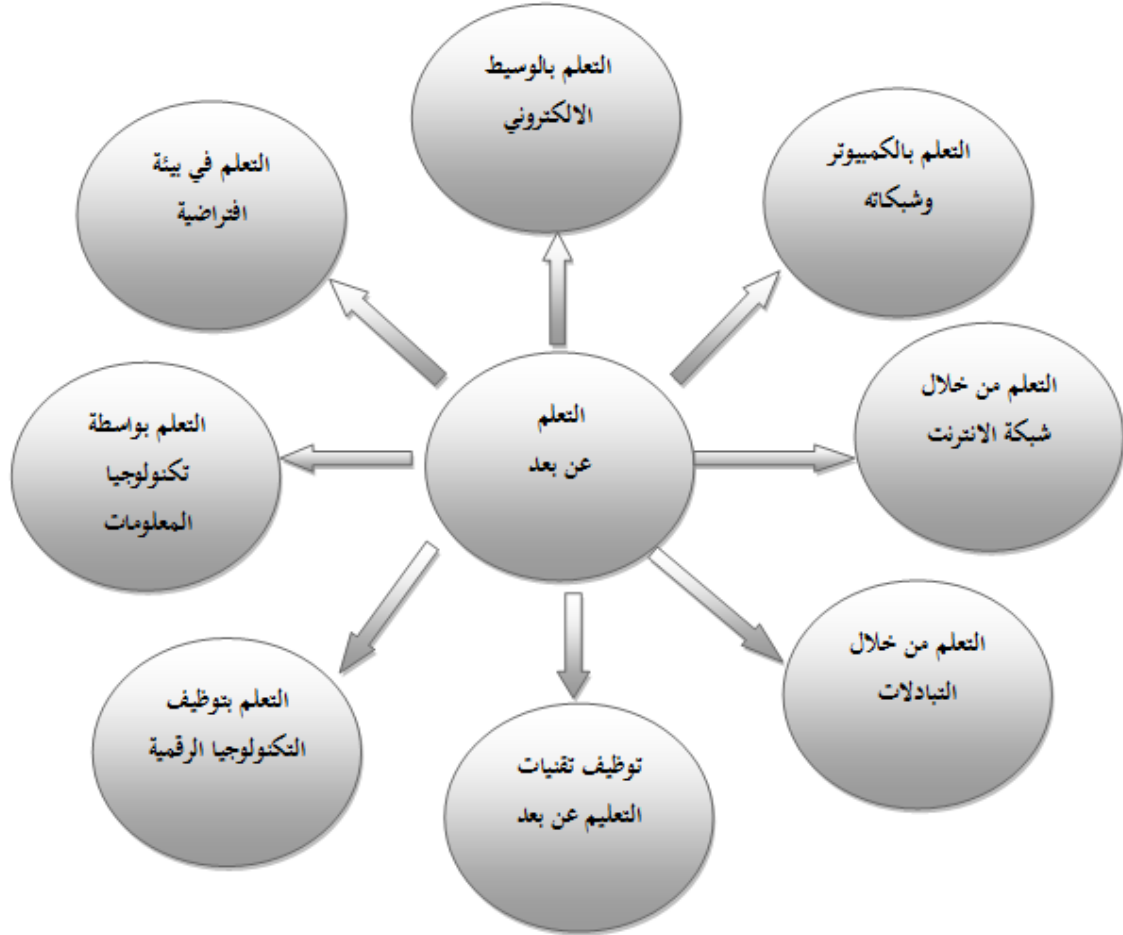 التعلم بالوسيط
الالكتروني
التعلم بالكمبيوتر
وشبكاته
التعلم في بيئة
افتراضية
التعلم من خلال
شبكة الانترنت
التعلم
عن بعد
التعلم بواسطة
تكنولوجيا
المعلومات
التعلم من خلال
التبادلات
التعلم بتوظيف
التكنولوجيا الرقمية
توظيف تقنيات
التعليم عن بعد